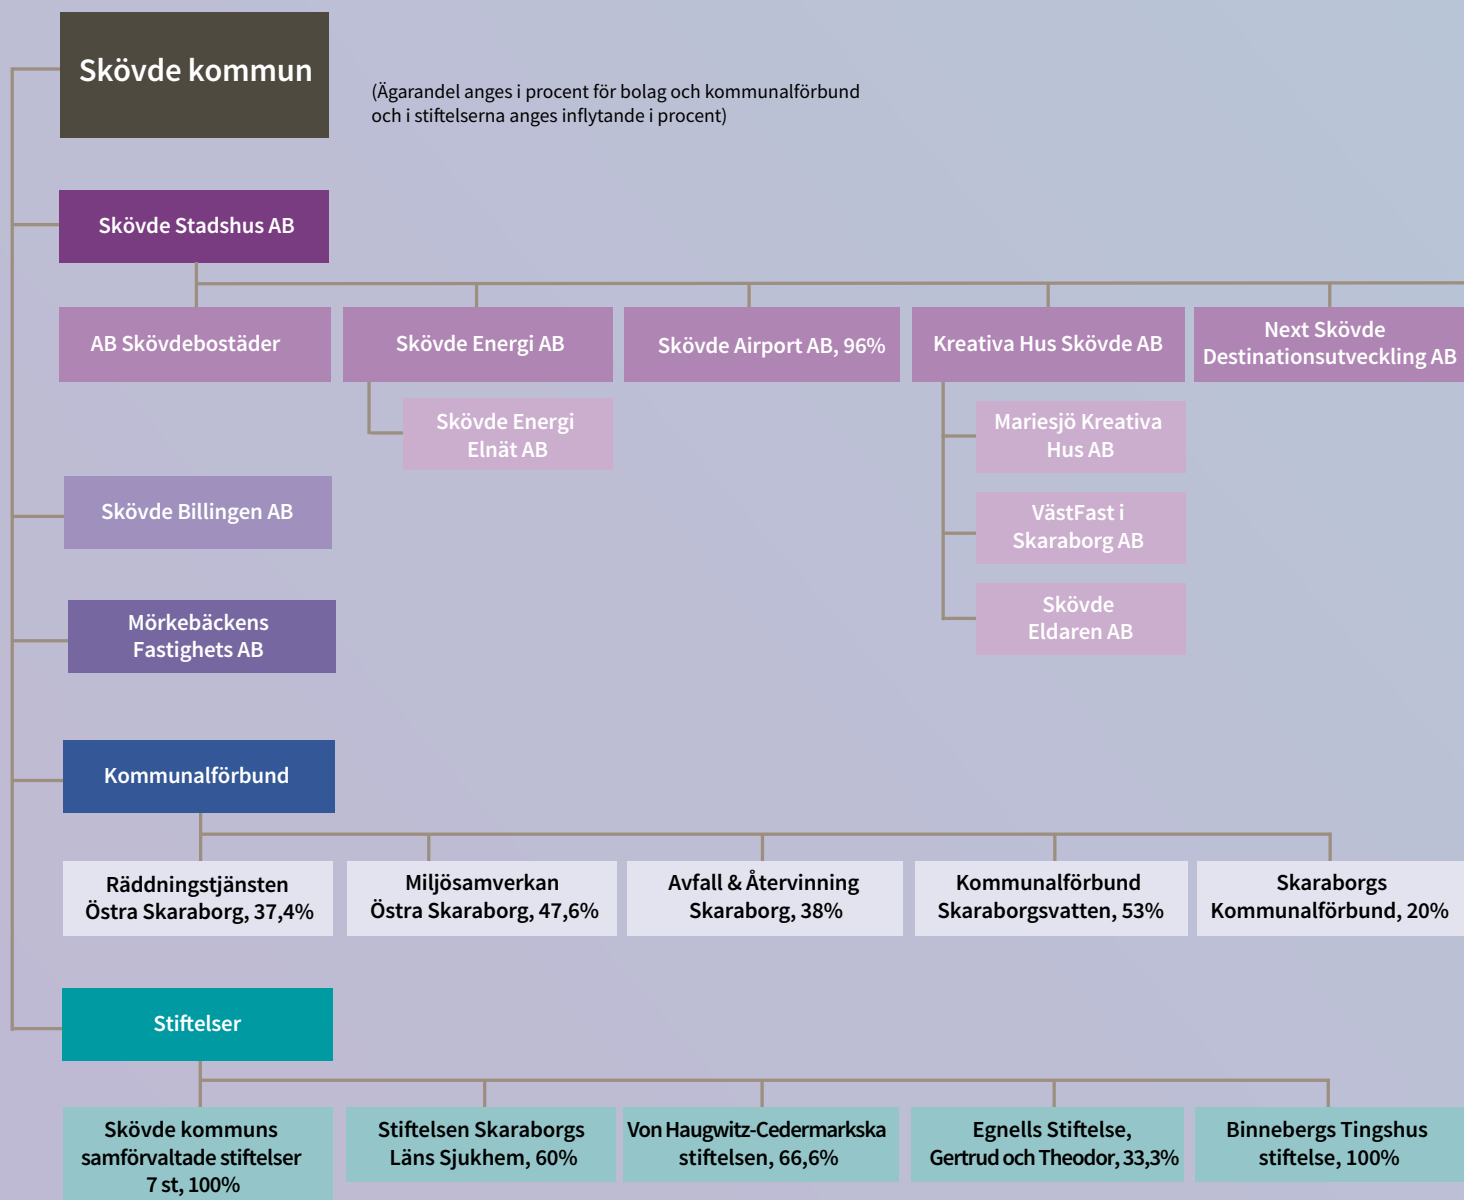 Skövde kommun
(Ägarandel anges i procent för bolag och kommunalförbund
och i stiftelserna anges inflytande i procent)
Skövde Stadshus AB
AB Skövdebostäder
Skövde Energi AB
Skövde Airport AB, 96%
Kreativa Hus Skövde AB
Next Skövde
Destinationsutveckling AB
Skövde Energi
Elnät AB
Mariesjö Kreativa
Hus AB
VästFast i
Skaraborg AB
Skövde
Eldaren AB
Skövde Billingen AB
Mörkebäckens
Fastighets AB
Kommunalförbund
Räddningstjänsten
Östra Skaraborg, 37,4%
Miljösamverkan
Östra Skaraborg, 47,6%
Avfall & Återvinning
Skaraborg, 38%
Kommunalförbund
Skaraborgsvatten, 53%
Skaraborgs
Kommunalförbund, 20%
Stiftelser
Skövde kommuns
samförvaltade stiftelser
7 st, 100%
Stiftelsen Skaraborgs
Läns Sjukhem, 60%
Von Haugwitz-Cedermarkska
stiftelsen, 66,6%
Egnells Stiftelse,
Gertrud och Theodor, 33,3%
Binnebergs Tingshus
stiftelse, 100%